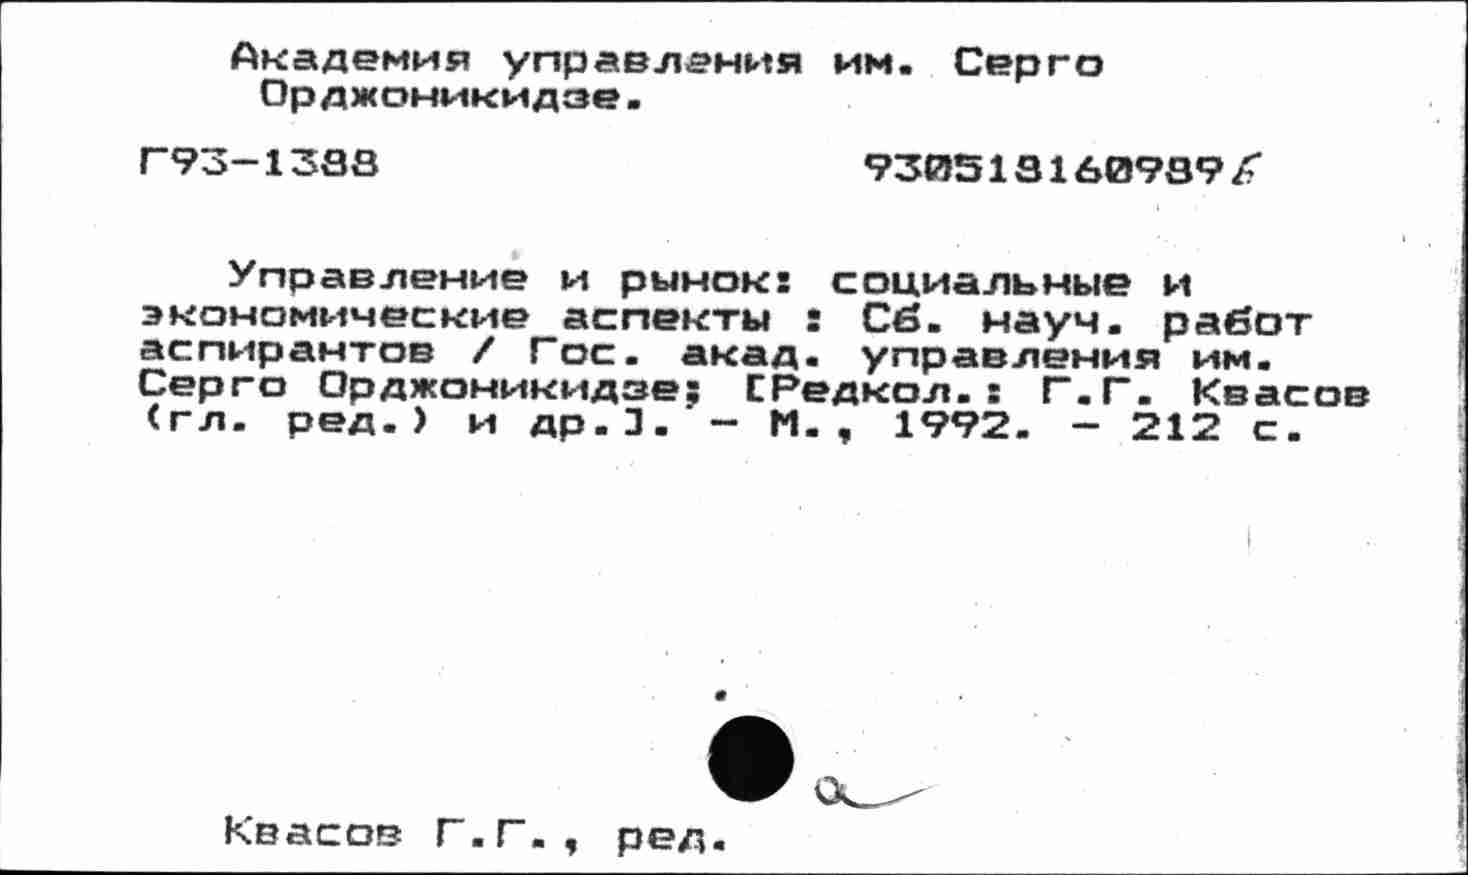 Академия управления им. Серго
Орджоникидзе.
Г93-1388
930518160989б
Управление и рынок: социальные и
экономические аспекты : Сб. науч. работ
аспирантов / Гос. акад. управления им.
Серго Орджоникидзе; [Редкол.: Г.Г. Квасов
(гл. ред.) и др.]. - М., 1992. - 212 с.
а
Квасов Г.Г., ред.